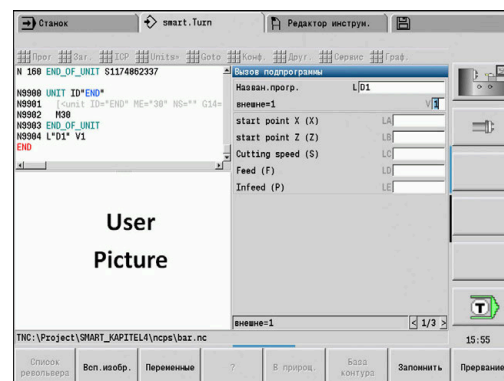 Станок
smart.Turn
Редактор инструн.
Прог Заг. ICP Units» Goto Конф. Друг. Сервис Граф.
N 160 END_OF_UNIT S1174862337
N9900 UNIT ID"END"
N9901 [<unit ID="END" ME="30" NS="" G14=
N9902 M30
N9903 END_OF_UNIT
N9904 L"D1" V1
END
Вызов подпрограммы
Назван.прогр. L D1
внешне=1 V 1
start point X (X) LA
start point Z (Z) LB
Cutting speed (S) LC
Feed (F) LD
Infeed (P) LE
User
Picture
внешне=1 < 1/3 >
TNC:\Project\SMART_KAPITEL4\ncps\bar.nc
T
15:55
Список револьвера
Всп.изобр.
Переменные
?
В природ.
База контура
Запомнить
Прервани